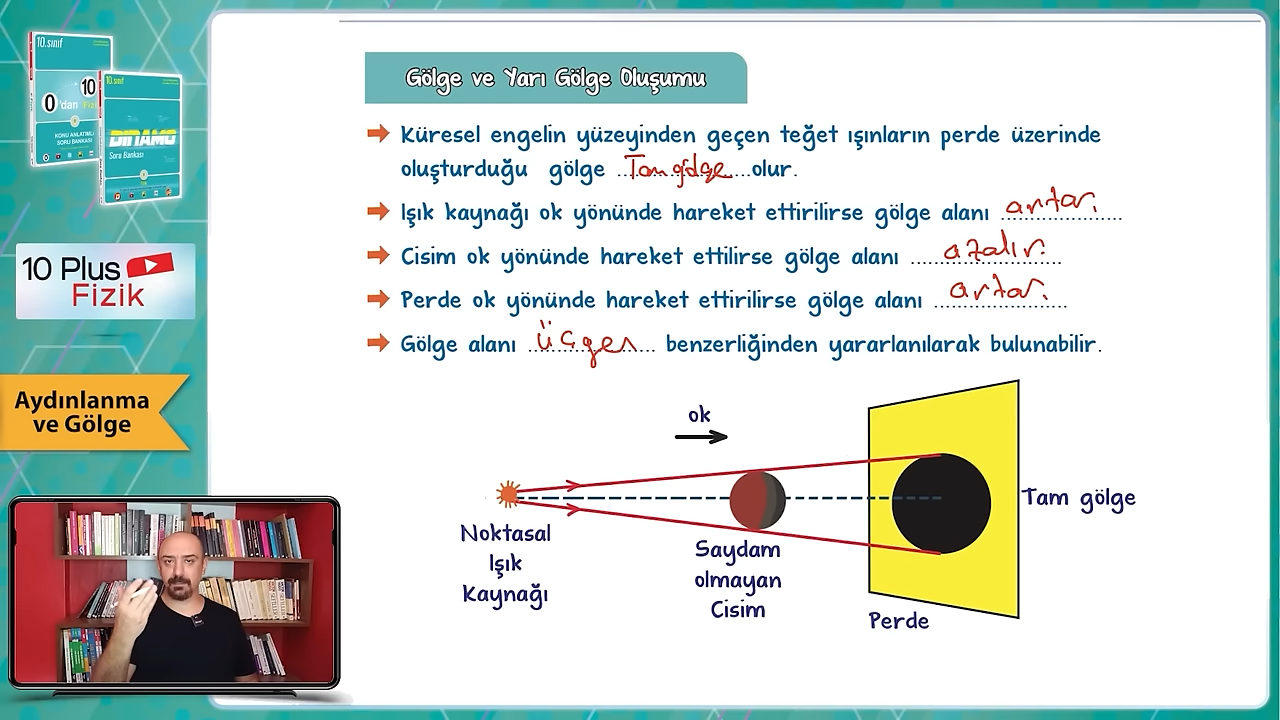 10.sınıf
0'dan 10
KONU ANLATIMLI
SORU BANKASI
10.sınıf
DİNAMO
Soru Bankası
10 Plus
Fizik
Aydınlanma
ve Gölge
Gölge ve Yarı Gölge Oluşumu
Küresel engelin yüzeyinden geçen teğet ışınların perde üzerinde
oluşturduğu gölge ...Tam gölge...olur.
Işık kaynağı ok yönünde hareket ettirilirse gölge alanı artar.
Cisim ok yönünde hareket ettilirse gölge alanı azalır.
Perde ok yönünde hareket ettirilirse gölge alanı artar.
Gölge alanı üçgen benzerliğinden yararlanılarak bulunabilir.
ok
Tam gölge
Noktasal
Işık
Kaynağı
Saydam
olmayan
Cisim
Perde